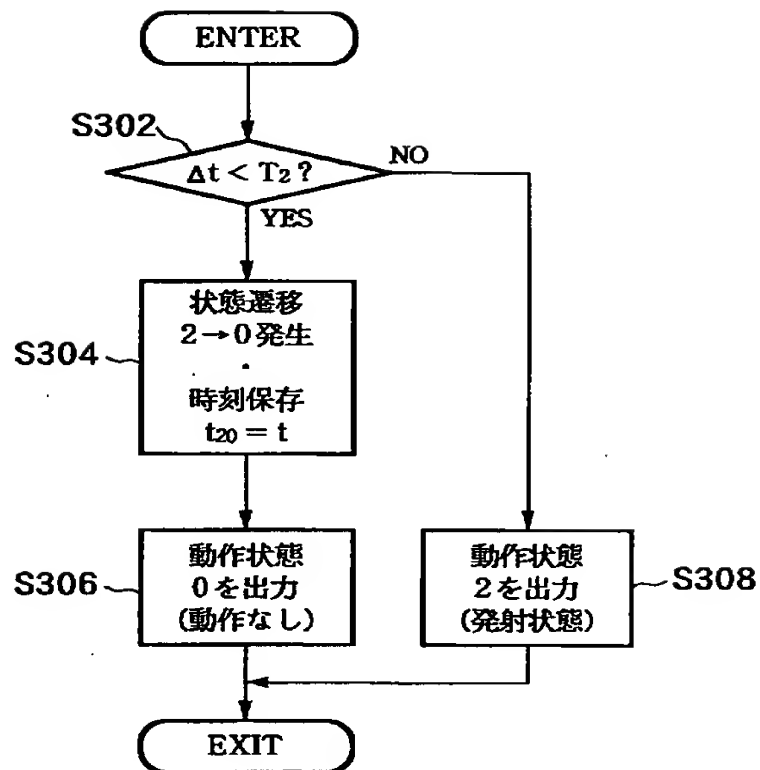 ENTER
S302
Δt < T₂ ?
NO
YES
状態遷移
2→0発生
・
時刻保存
t₂₀ = t
S304
動作状態
0を出力
(動作なし)
S306
動作状態
2を出力
(発射状態)
S308
EXIT